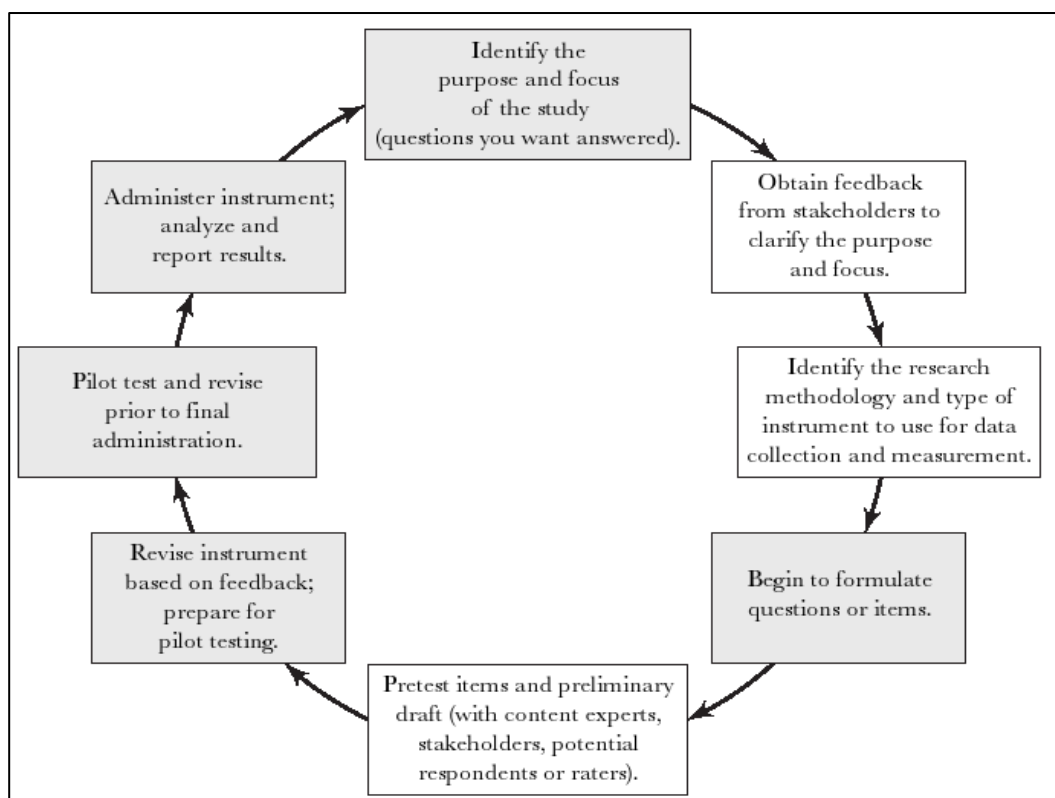 Identify the
purpose and focus
of the study
(questions you want answered).
Obtain feedback
from stakeholders to
clarify the purpose
and focus.
Identify the research
methodology and type of
instrument to use for data
collection and measurement.
Begin to formulate
questions or items.
Pretest items and preliminary
draft (with content experts,
stakeholders, potential
respondents or raters).
Revise instrument
based on feedback;
prepare for
pilot testing.
Pilot test and revise
prior to final
administration.
Administer instrument;
analyze and
report results.